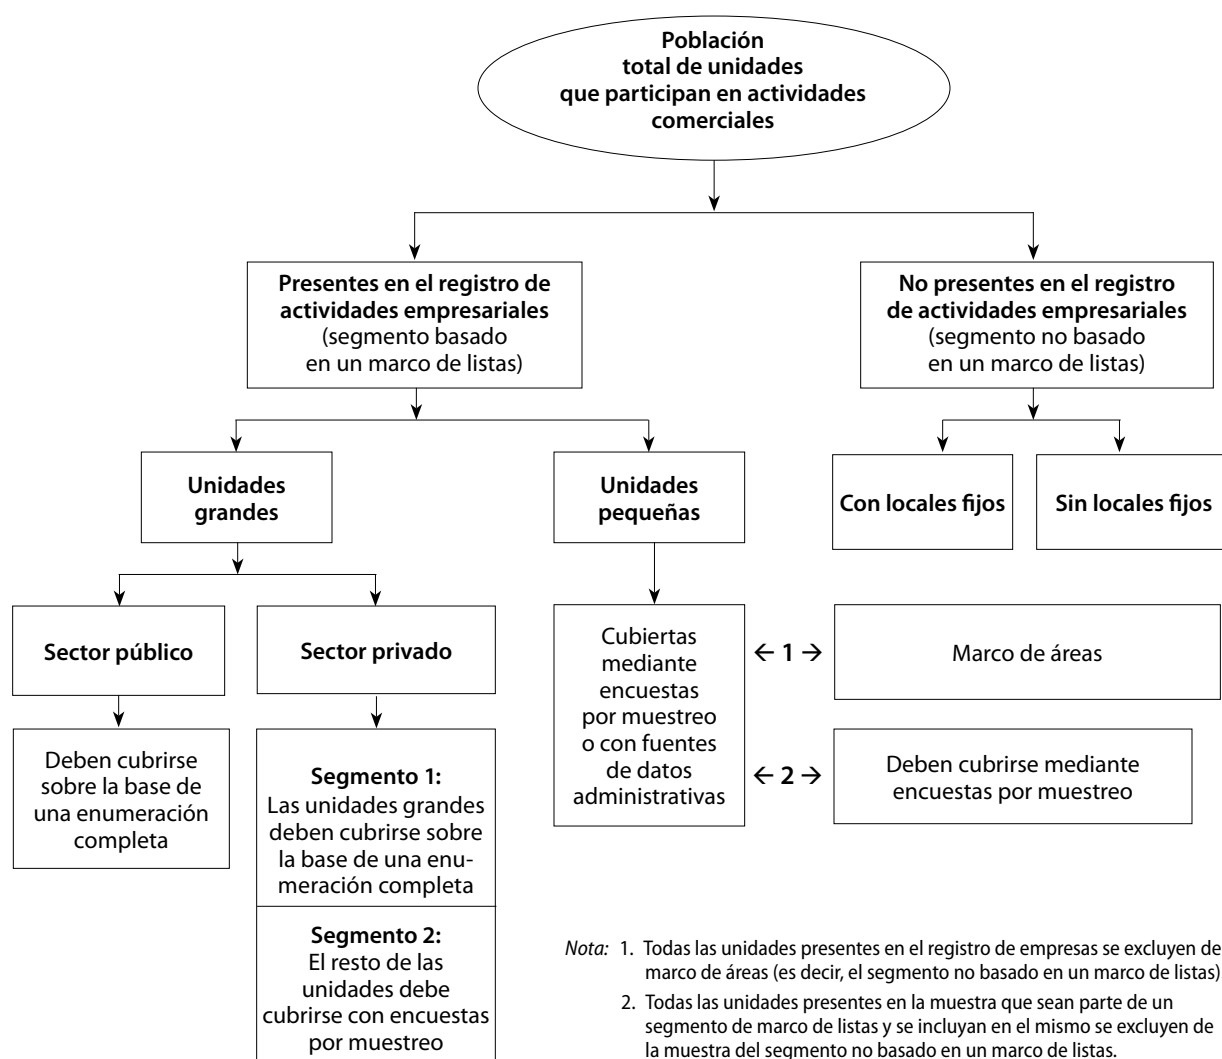 Población
total de unidades
que participan en actividades
comerciales
Presentes en el registro de
actividades empresariales
(segmento basado
en un marco de listas)
No presentes en el registro
de actividades empresariales
(segmento no basado
en un marco de listas)
Unidades
grandes
Unidades
pequeñas
Con locales fijos
Sin locales fijos
Sector público
Sector privado
Cubiertas
mediante
encuestas
por muestreo
o con fuentes
de datos
administrativas
← 1 →
Marco de áreas
← 2 →
Deben cubrirse mediante
encuestas por muestreo
Deben cubrirse
sobre la base de
una enumeración
completa
Segmento 1:
Las unidades grandes
deben cubrirse sobre
la base de una enu-
meración completa
Segmento 2:
El resto de las
unidades debe
cubrirse con encuestas
por muestreo
Nota: 1. Todas las unidades presentes en el registro de empresas se excluyen de
marco de áreas (es decir, el segmento no basado en un marco de listas)
2. Todas las unidades presentes en la muestra que sean parte de un
segmento de marco de listas y se incluyan en el mismo se excluyen de
la muestra del segmento no basado en un marco de listas.